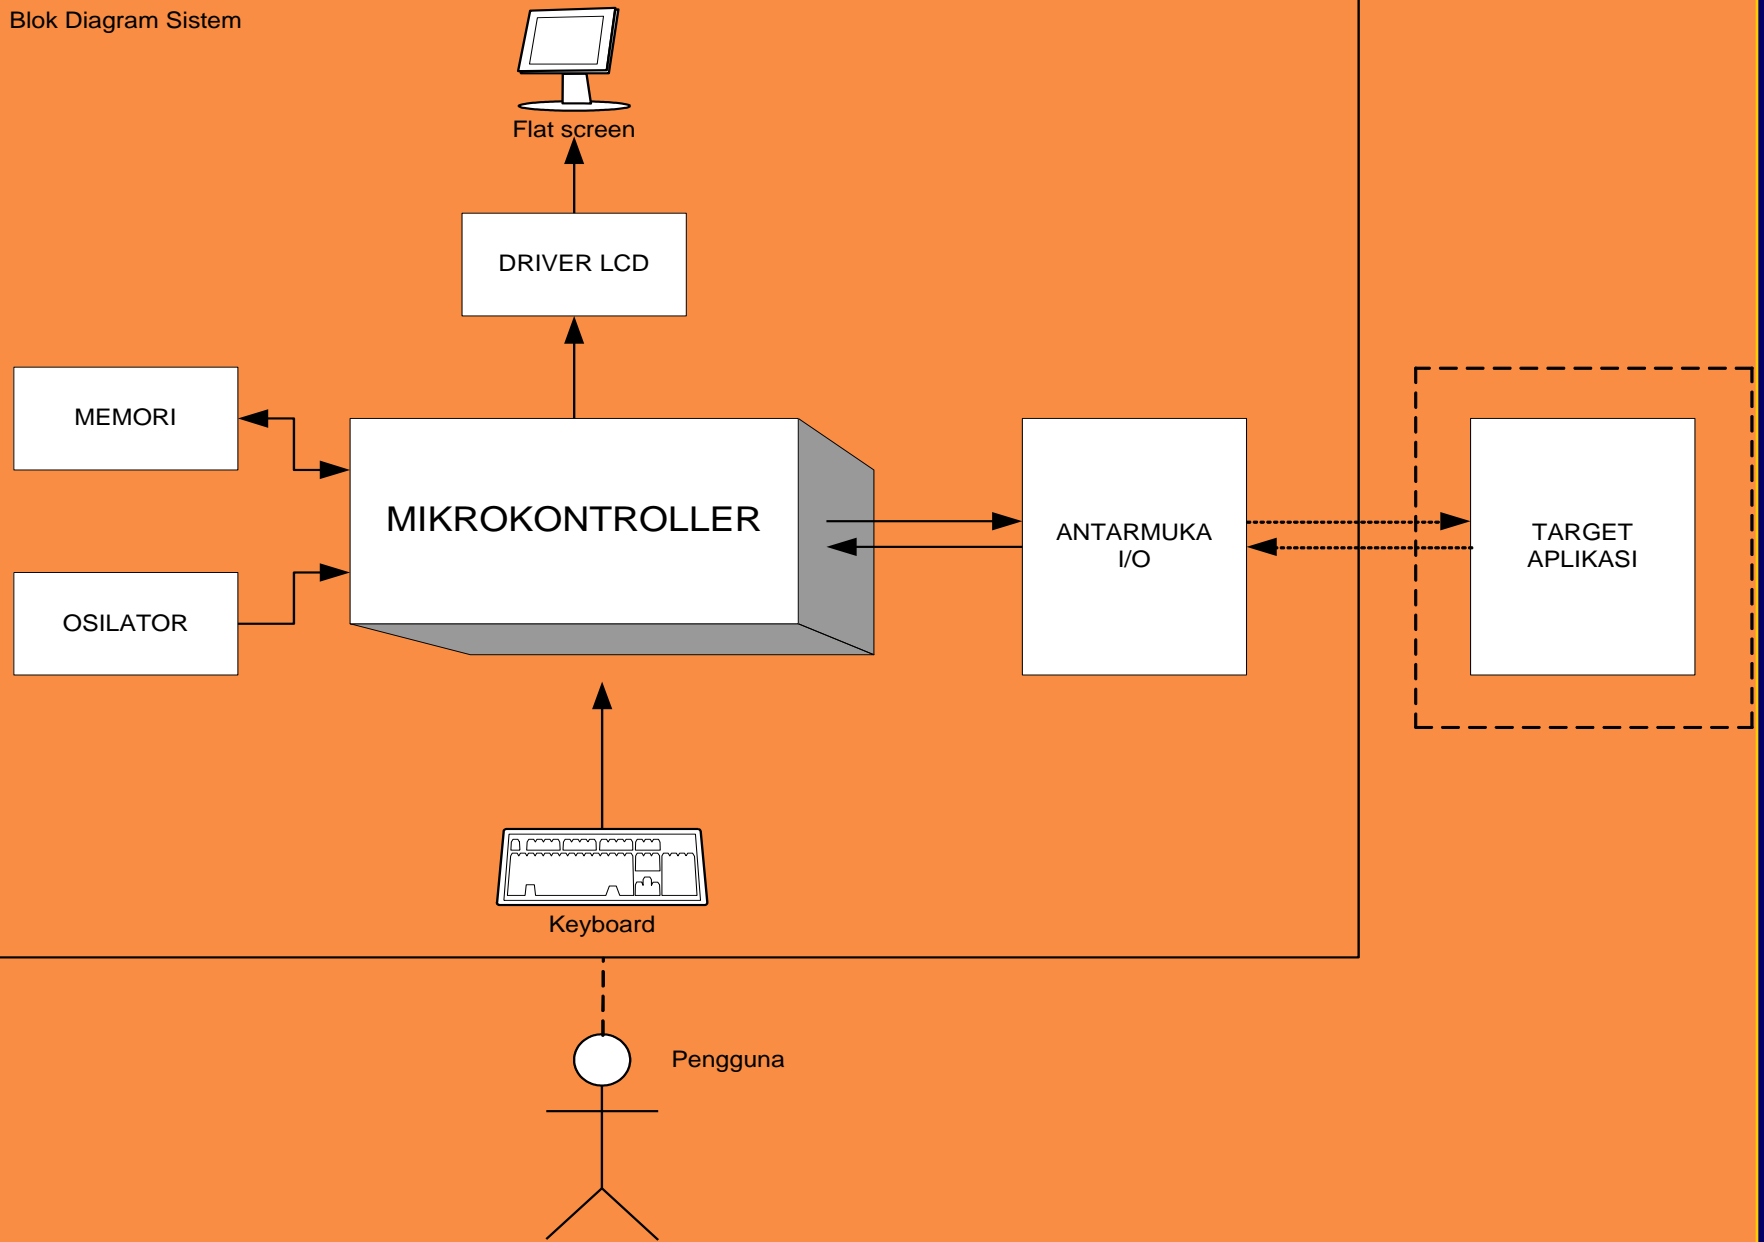 Blok Diagram Sistem
Flat screen
DRIVER LCD
MEMORI
MIKROKONTROLLER
ANTARMUKA
I/O
TARGET
APLIKASI
OSILATOR
Keyboard
Pengguna